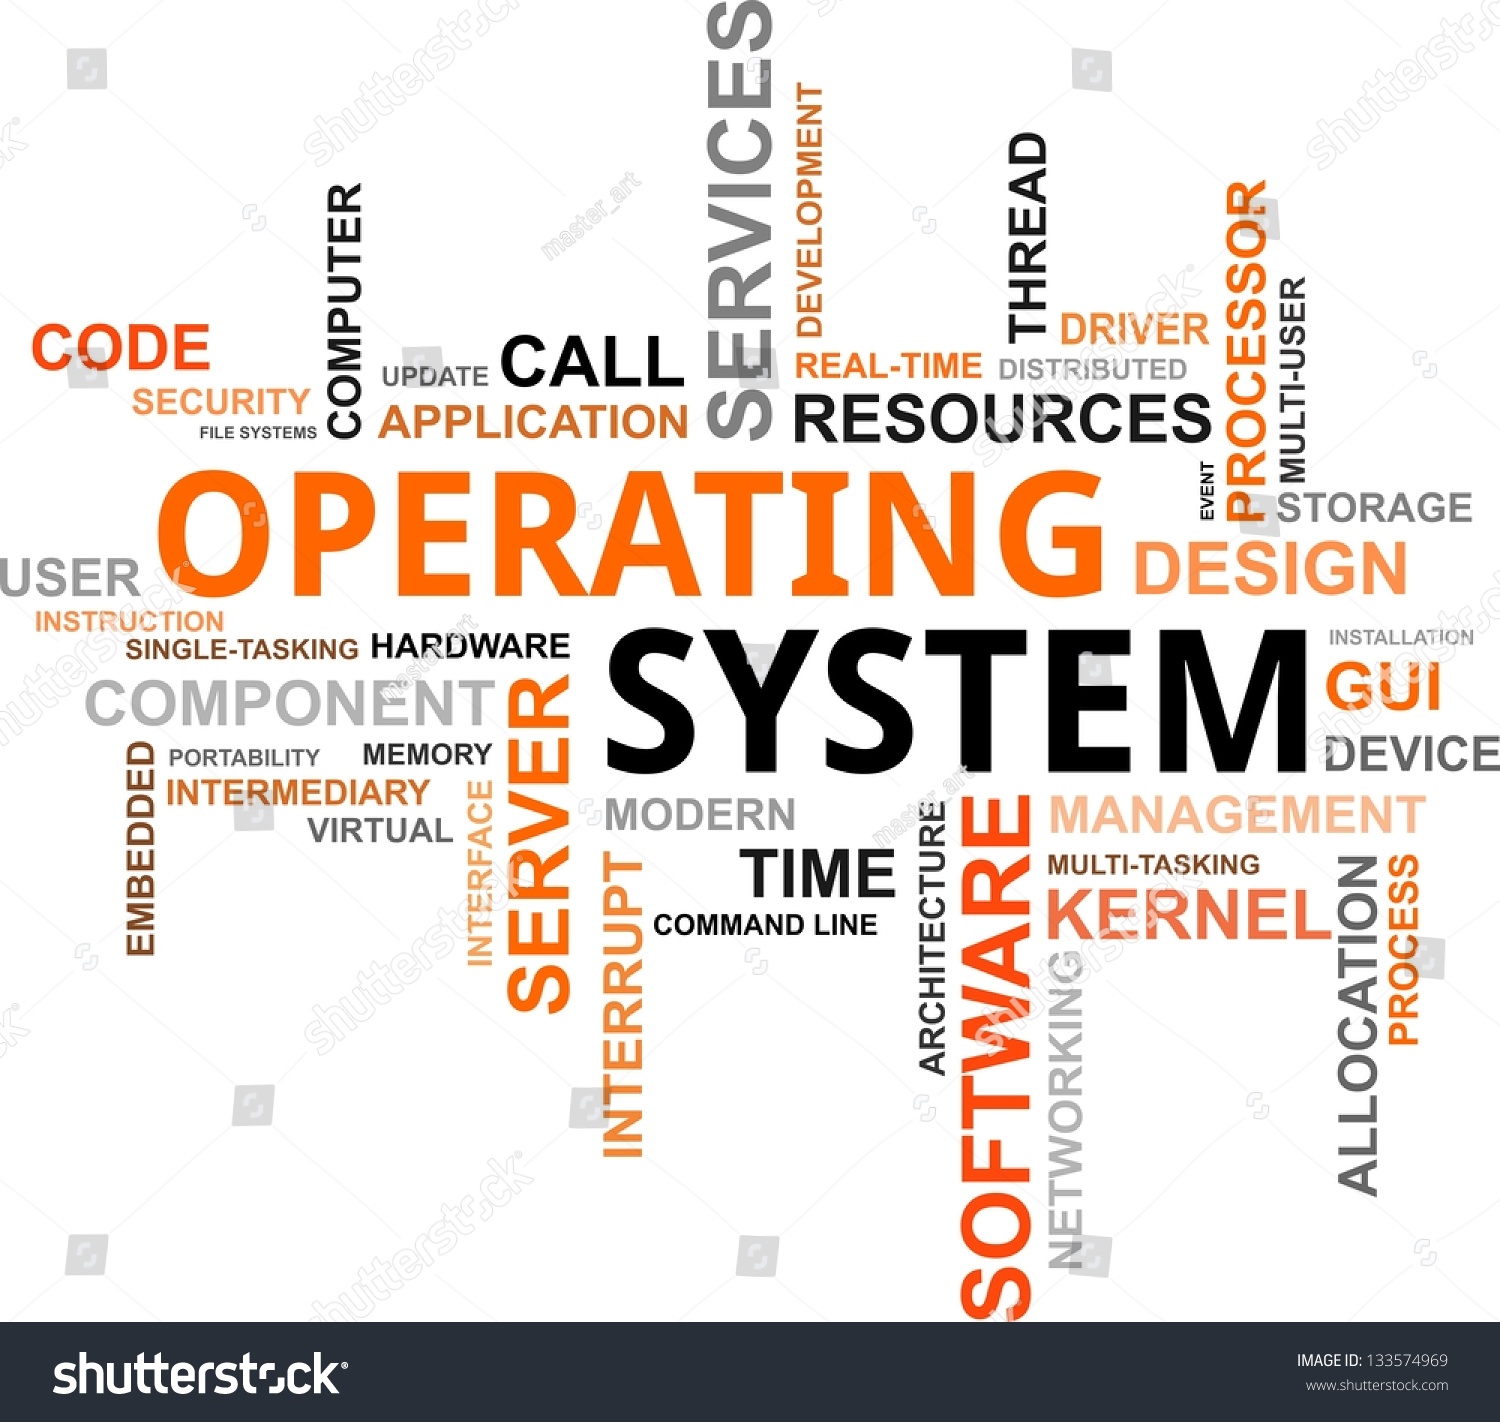 SERVICES
DEVELOPMENT
THREAD
COMPUTER
PROCESSOR
MULTI-USER
CODE
DRIVER
CALL
UPDATE
REAL-TIME
DISTRIBUTED
SECURITY
APPLICATION
RESOURCES
FILE SYSTEMS
EVENT
OPERATING
STORAGE
DESIGN
USER
INSTRUCTION
SINGLE-TASKING
HARDWARE
SYSTEM
INSTALLATION
GUI
COMPONENT
SERVER
DEVICE
EMBEDDED
PORTABILITY
MEMORY
INTERMEDIARY
INTERFACE
VIRTUAL
MODERN
MANAGEMENT
ARCHITECTURE
SOFTWARE
INTERRUPT
TIME
MULTI-TASKING
KERNEL
COMMAND LINE
ALLOCATION
PROCESS
NETWORKING
shutterstock
master_art
shutterstock
IMAGE ID: 133574969
www.shutterstock.com